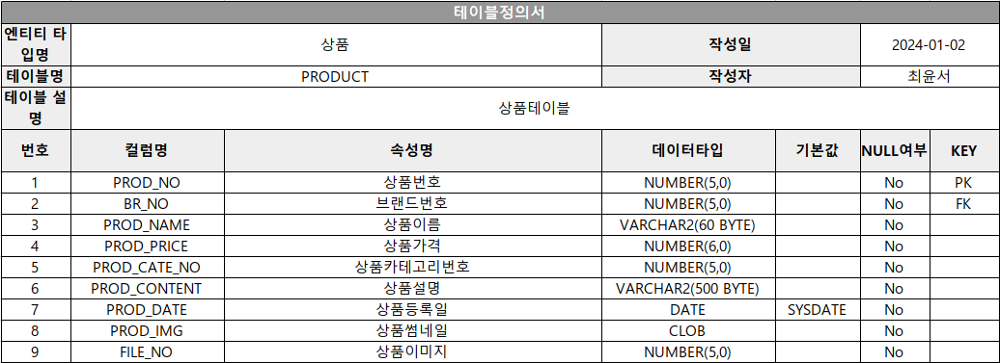 테이블정의서
엔티티 타
입명 상품 작성일 2024-01-02
테이블명 PRODUCT 작성자 최윤서
테이블 설
명 상품테이블
번호 컬럼명 속성명 데이터타입 기본값 NULL여부 KEY
1 PROD_NO 상품번호 NUMBER(5,0) No PK
2 BR_NO 브랜드번호 NUMBER(5,0) No FK
3 PROD_NAME 상품이름 VARCHAR2(60 BYTE) No
4 PROD_PRICE 상품가격 NUMBER(6,0) No
5 PROD_CATE_NO 상품카테고리번호 NUMBER(5,0) No
6 PROD_CONTENT 상품설명 VARCHAR2(500 BYTE) No
7 PROD_DATE 상품등록일 DATE SYSDATE No
8 PROD_IMG 상품썸네일 CLOB No
9 FILE_NO 상품이미지 NUMBER(5,0) No